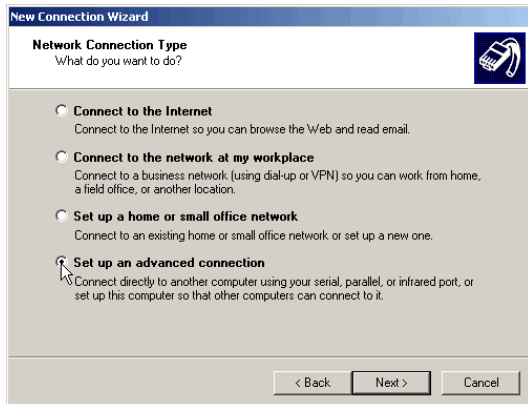 New Connection Wizard
Network Connection Type
What do you want to do?
Connect to the Internet
Connect to the Internet so you can browse the Web and read email.
Connect to the network at my workplace
Connect to a business network (using dial-up or VPN) so you can work from home,
a field office, or another location.
Set up a home or small office network
Connect to an existing home or small office network or set up a new one.
Set up an advanced connection
Connect directly to another computer using your serial, parallel, or infrared port, or
set up this computer so that other computers can connect to it.
< Back
Next >
Cancel